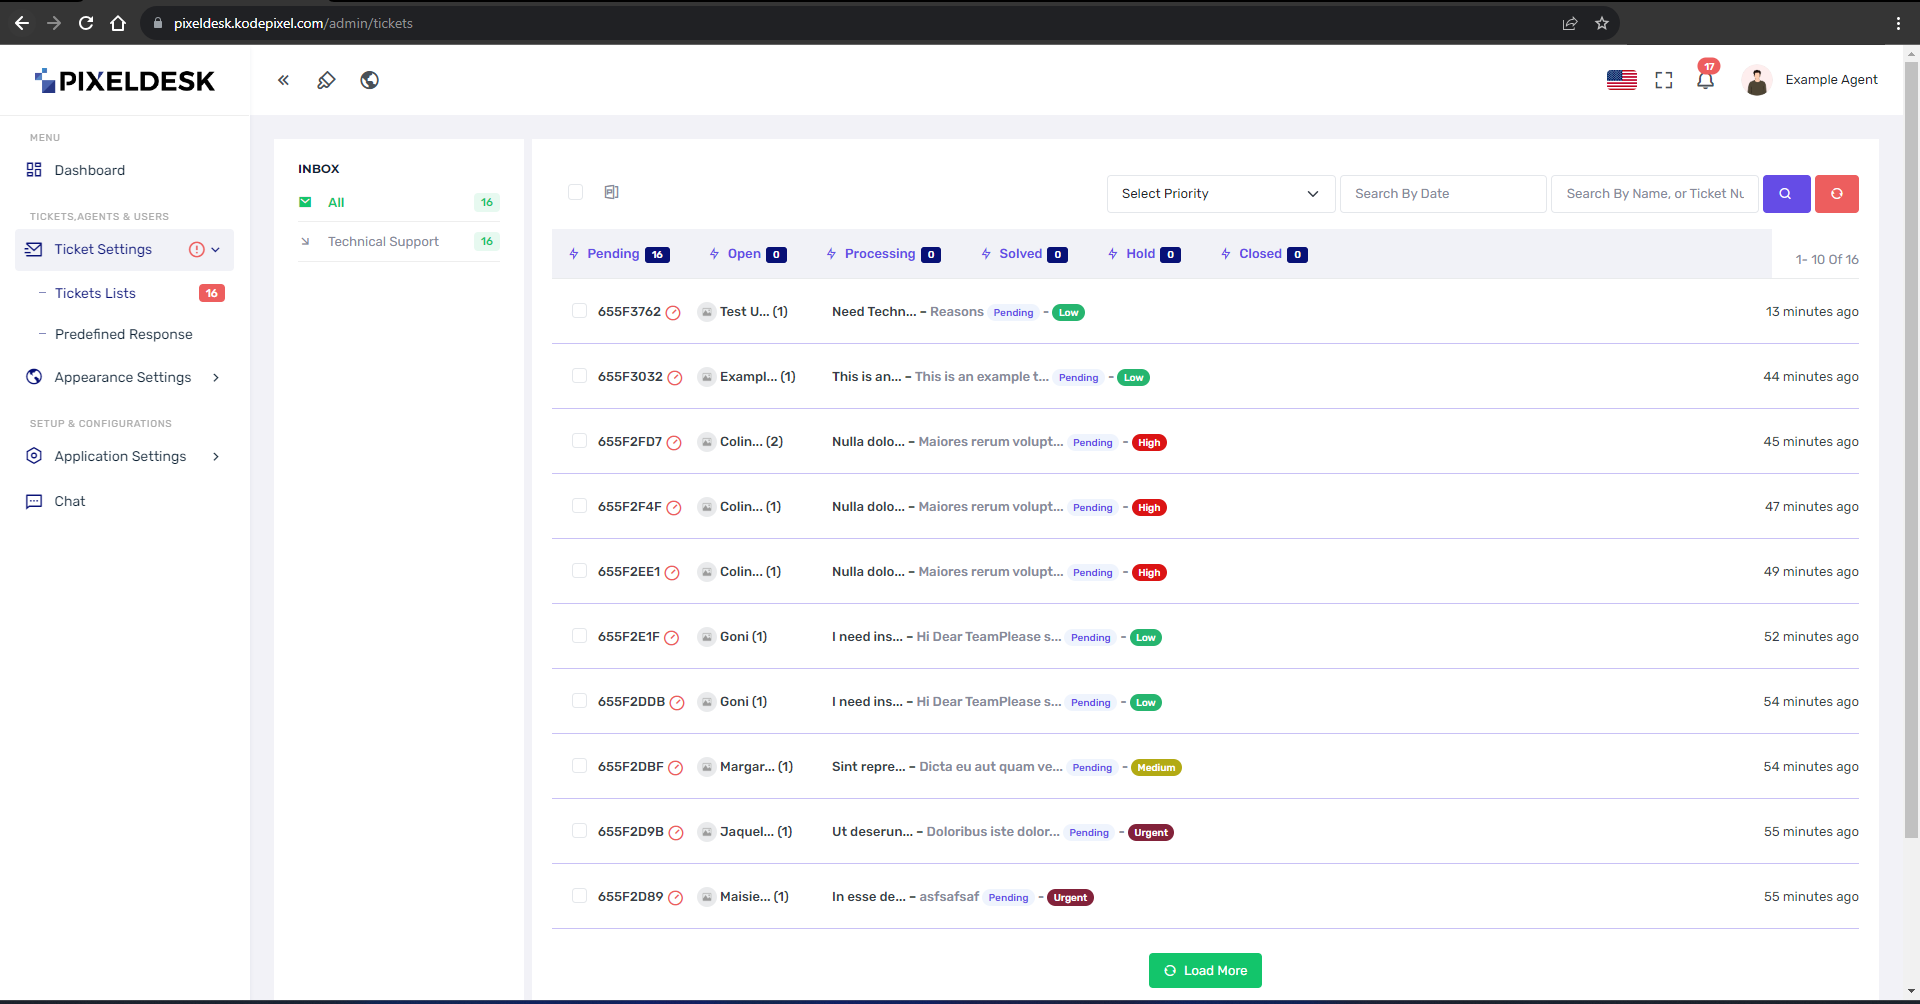 pixeldesk.kodepixel.com/admin/tickets
PIXELDESK
17
Example Agent
MENU
Dashboard
TICKETS,AGENTS & USERS
Ticket Settings
Tickets Lists 16
Predefined Response
Appearance Settings
SETUP & CONFIGURATIONS
Application Settings
Chat
INBOX
All 16
Technical Support 16
Select Priority Search By Date Search By Name, or Ticket Nu
Pending 16 Open 0 Processing 0 Solved 0 Hold 0 Closed 0
1- 10 Of 16
655F3762 Test U... (1) Need Techn... - Reasons Pending - Low 13 minutes ago
655F3032 Exampl... (1) This is an... - This is an example t... Pending - Low 44 minutes ago
655F2FD7 Colin... (2) Nulla dolo... - Maiores rerum volupt... Pending - High 45 minutes ago
655F2F4F Colin... (1) Nulla dolo... - Maiores rerum volupt... Pending - High 47 minutes ago
655F2EE1 Colin... (1) Nulla dolo... - Maiores rerum volupt... Pending - High 49 minutes ago
655F2E1F Goni (1) I need ins... - Hi Dear TeamPlease s... Pending - Low 52 minutes ago
655F2DDB Goni (1) I need ins... - Hi Dear TeamPlease s... Pending - Low 54 minutes ago
655F2DBF Margar... (1) Sint repre... - Dicta eu aut quam ve... Pending - Medium 54 minutes ago
655F2D9B Jaquel... (1) Ut deserun... - Doloribus iste dolor... Pending - Urgent 55 minutes ago
655F2D89 Maisie... (1) In esse de... - asfsafsaf Pending - Urgent 55 minutes ago
Load More